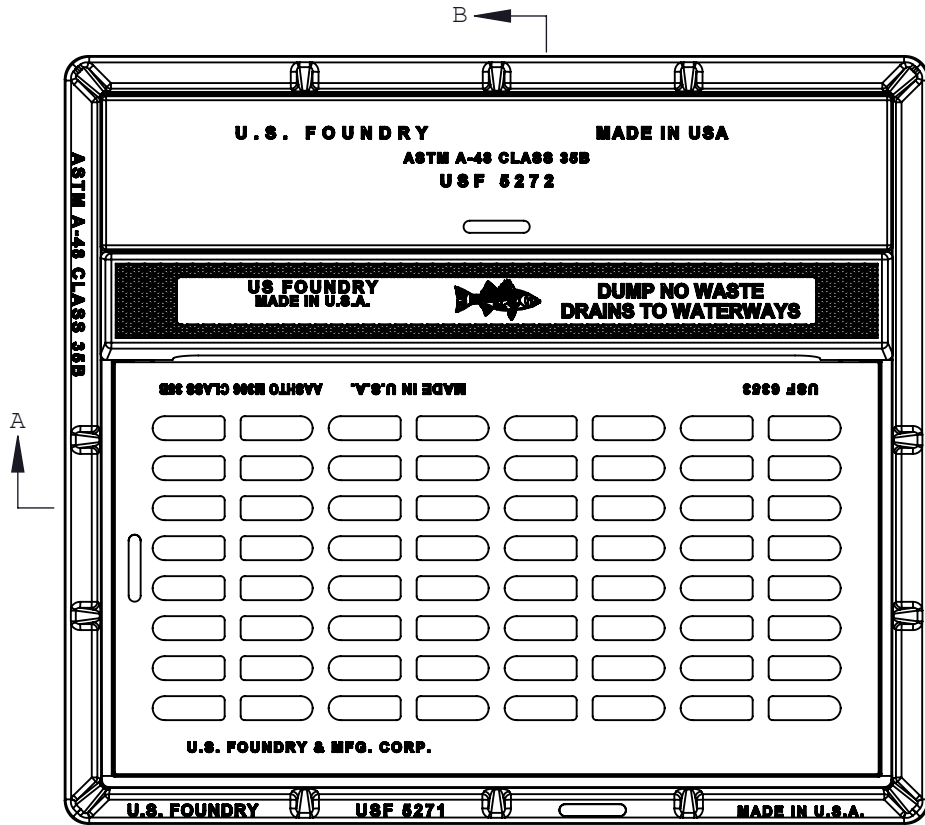 B
U.S. FOUNDRY MADE IN USA
ASTM A-48 CLASS 35B
USF 5272
ASTM A-48 CLASS 35B
US FOUNDRY
MADE IN U.S.A.
DUMP NO WASTE
DRAINS TO WATERWAYS
AASHTO M306 CLASS 35B MADE IN U.S.A. USF 6353
A
U.S. FOUNDRY & MFG. CORP.
U.S. FOUNDRY USF 5271 MADE IN U.S.A.